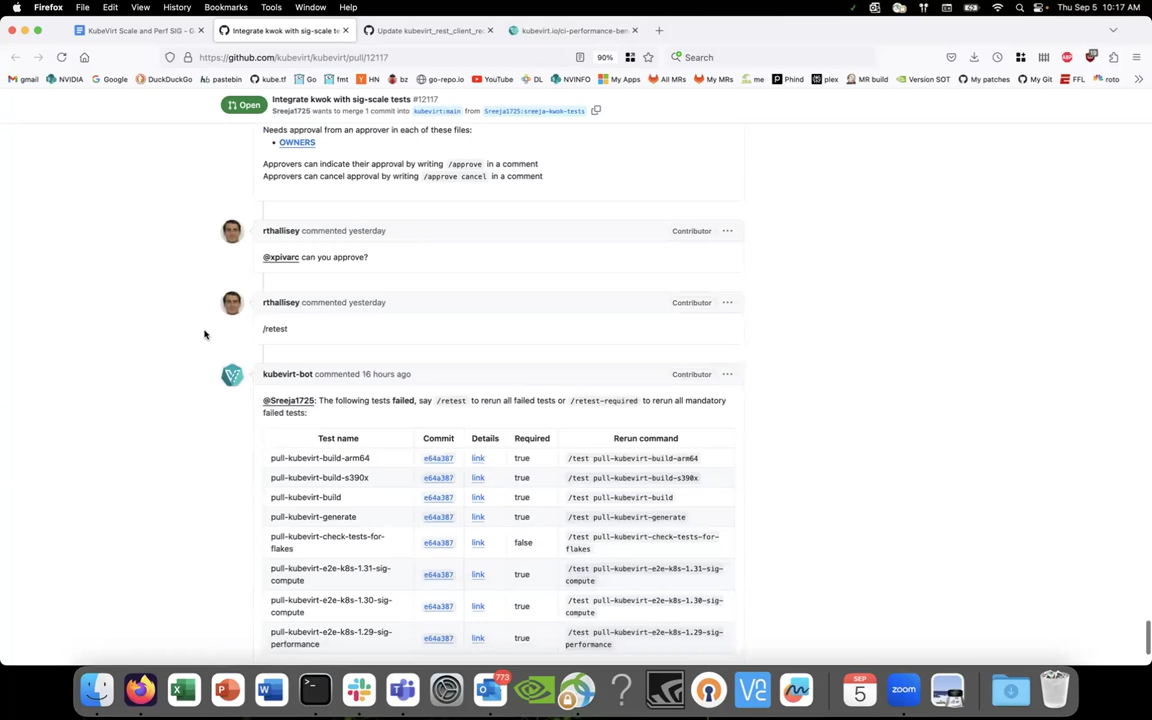 Firefox File Edit View History Bookmarks Tools Window Help Thu Sep 5 10:17 AM
KubeVirt Scale and Perf SIG - G
Integrate kwok with sig-scale te
Update kubevirt_rest_client_re
kubevirt.io/ci-performance-ben
https://github.com/kubevirt/kubevirt/pull/12117
90%
Search
gmail NVIDIA Google DuckDuckGo pastebin kube.tf Go fmt HN bz go-repo.io YouTube DL NVINFO My Apps All MRs My MRs me Phind plex MR build Version SOT My patches My Git FFL roto
Open
Integrate kwok with sig-scale tests #12117
Sreeja1725 wants to merge 1 commit into kubevirt:main from Sreeja1725:sreeja-kwok-tests
Needs approval from an approver in each of these files:
• OWNERS
Approvers can indicate their approval by writing /approve in a comment
Approvers can cancel approval by writing /approve cancel in a comment
rthallisey commented yesterday Contributor
@xpivarc can you approve?
rthallisey commented yesterday Contributor
/retest
kubevirt-bot commented 16 hours ago Contributor
@Sreeja1725: The following tests failed, say /retest to rerun all failed tests or /retest-required to rerun all mandatory
failed tests:
Test name Commit Details Required Rerun command
pull-kubevirt-build-arm64 e64a387 link true /test pull-kubevirt-build-arm64
pull-kubevirt-build-s390x e64a387 link true /test pull-kubevirt-build-s390x
pull-kubevirt-build e64a387 link true /test pull-kubevirt-build
pull-kubevirt-generate e64a387 link true /test pull-kubevirt-generate
pull-kubevirt-check-tests-for-
flakes e64a387 link false /test pull-kubevirt-check-tests-for-
flakes
pull-kubevirt-e2e-k8s-1.31-sig-
compute e64a387 link true /test pull-kubevirt-e2e-k8s-1.31-sig-
compute
pull-kubevirt-e2e-k8s-1.30-sig-
compute e64a387 link true /test pull-kubevirt-e2e-k8s-1.30-sig-
compute
pull-kubevirt-e2e-k8s-1.29-sig-
performance e64a387 link true /test pull-kubevirt-e2e-k8s-1.29-sig-
performance
773
SEP
5
zoom